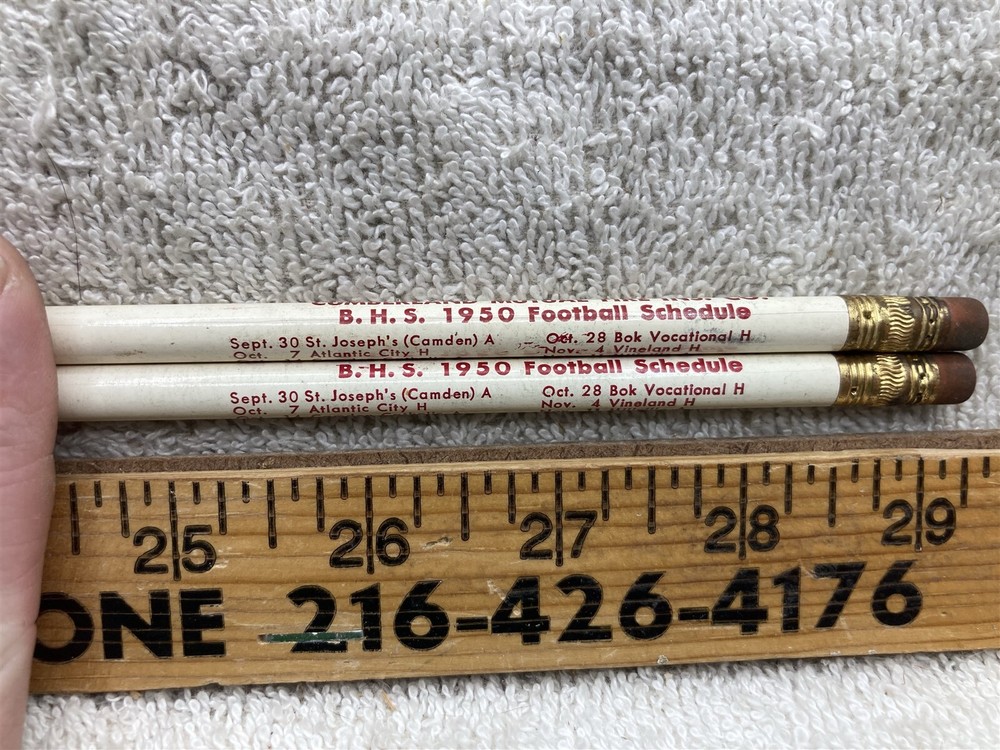 B. H. S. 1950 Football Schedule
Sept. 30 St. Joseph's (Camden) A Oct. 28 Bok Vocational H
Oct. 7 Atlantic City H Nov. 4 Vineland H
B. H. S. 1950 Football Schedule
Sept. 30 St. Joseph's (Camden) A Oct. 28 Bok Vocational H
Oct. 7 Atlantic City H Nov. 4 Vineland H
25 26 27 28 29
ONE 216-426-4176